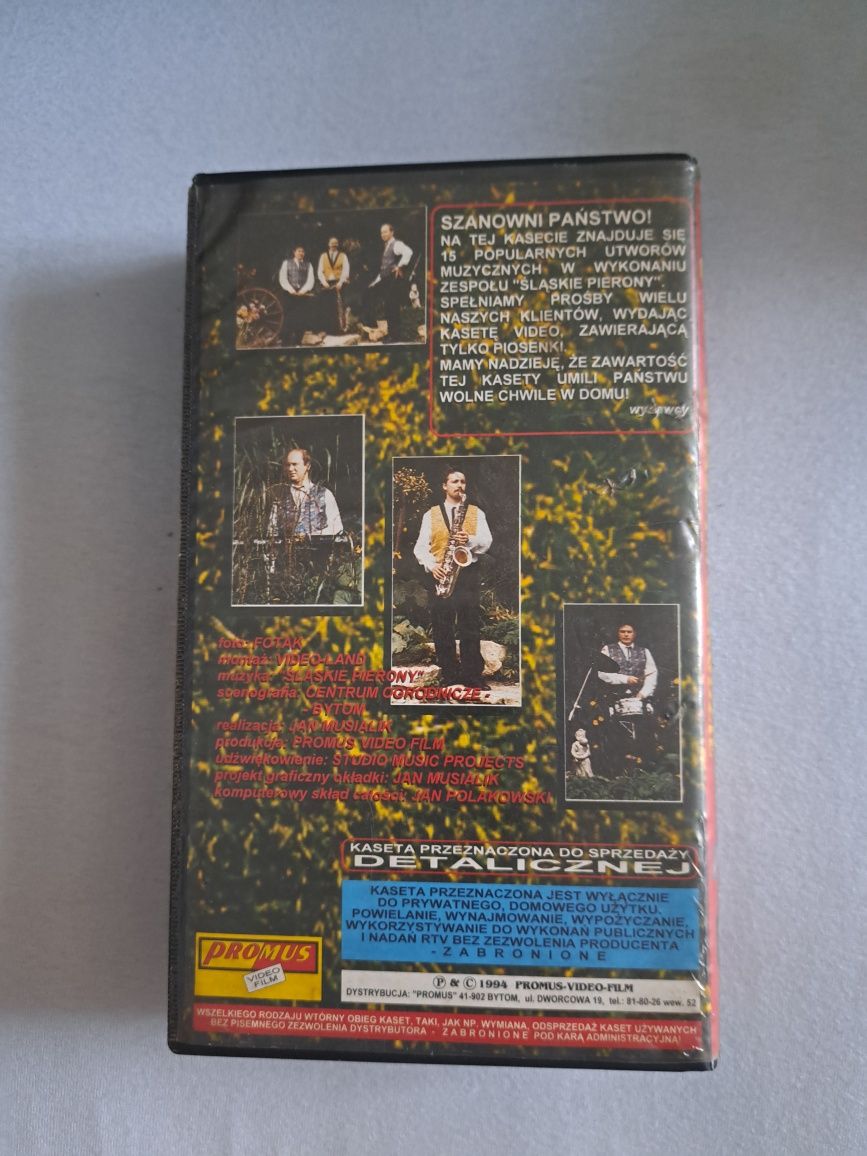 SZANOWNI PAŃSTWO!
NA TEJ KASECIE ZNAJDUJE SIĘ
15 POPULARNYCH UTWORÓW
MUZYCZNYCH W WYKONANIU
ZESPOŁU "ŚLĄSKIE PIERONY".
SPEŁNIAMY PROŚBY WIELU
NASZYCH KLIENTÓW, WYDAJĄC
KASETĘ VIDEO, ZAWIERAJĄCĄ
TYLKO PIOSENKI.
MAMY NADZIEJĘ, ŻE ZAWARTOŚĆ
TEJ KASETY UMILI PAŃSTWU
WOLNE CHWILE W DOMU!
wydawcy
foto: FOTAK
montaż: VIDEO-LAND
muzyka: "ŚLĄSKIE PIERONY"
scenografia: CENTRUM OGRODNICZE -
- BYTOM
realizacja: JAN MUSIALIK
produkcja: PROMUS VIDEO FILM
udźwiękowienie: STUDIO MUSIC PROJECTS
projekt graficzny okładki: JAN MUSIALIK
komputerowy skład całości: JAN POLAKOWSKI
KASETA PRZEZNACZONA DO SPRZEDAŻY
DETALICZNEJ
KASETA PRZEZNACZONA JEST WYŁĄCZNIE
DO PRYWATNEGO, DOMOWEGO UŻYTKU.
POWIELANIE, WYNAJMOWANIE, WYPOŻYCZANIE,
WYKORZYSTYWANIE DO WYKONAŃ PUBLICZNYCH
I NADAŃ RTV BEZ ZEZWOLENIA PRODUCENTA
- ZABRONIONE
PROMUS
VIDEO
FILM
Ⓟ & © 1994 PROMUS-VIDEO-FILM
DYSTRYBUCJA: "PROMUS" 41-902 BYTOM, ul. DWORCOWA 19, tel.: 81-80-26 wew. 52
WSZELKIEGO RODZAJU WTÓRNY OBIEG KASET, TAKI, JAK NP. WYMIANA, ODSPRZEDAŻ KASET UŻYWANYCH
BEZ PISEMNEGO ZEZWOLENIA DYSTRYBUTORA - ZABRONIONE POD KARĄ ADMINISTRACYJNĄ!